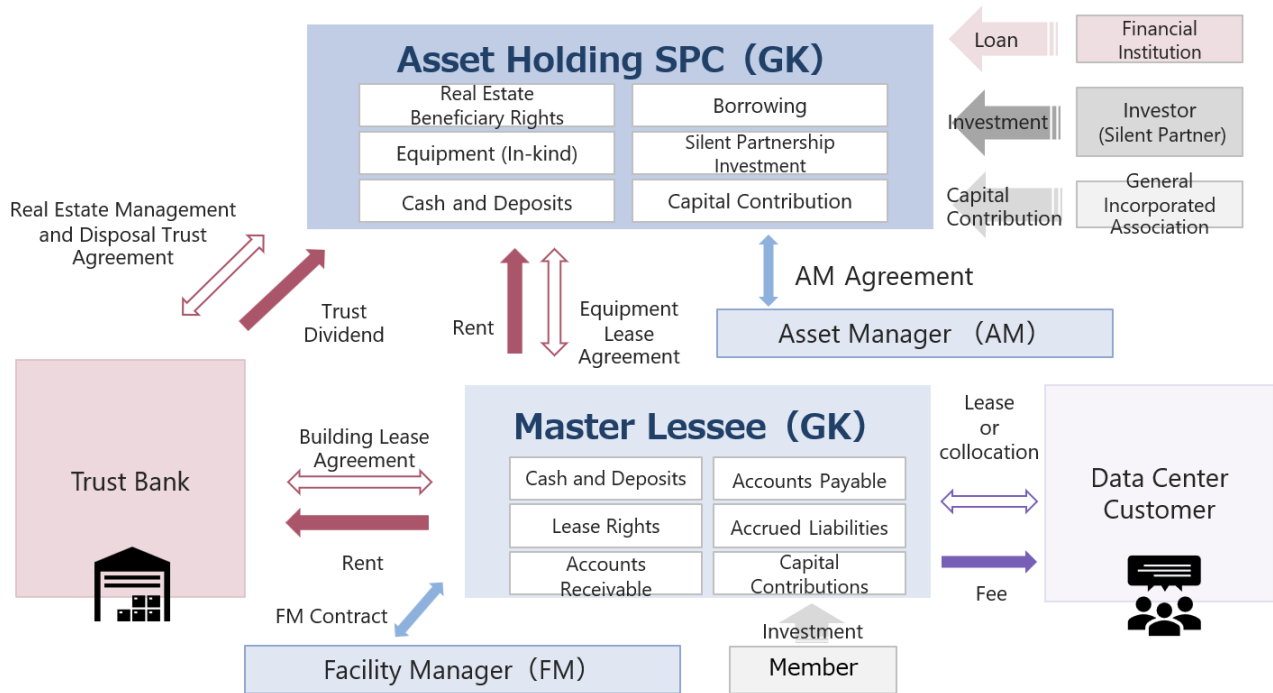 Asset Holding SPC (GK)
Real Estate
Beneficiary Rights
Borrowing
Equipment (In-kind)
Silent Partnership
Investment
Cash and Deposits
Capital Contribution
Loan
Financial
Institution
Investment
Investor
(Silent Partner)
Capital
Contribution
General
Incorporated
Association
Real Estate Management
and Disposal Trust
Agreement
Trust
Dividend
Rent
Equipment
Lease
Agreement
AM Agreement
Asset Manager （AM）
Trust Bank
Building Lease
Agreement
Rent
Master Lessee（GK）
Cash and Deposits
Accounts Payable
Lease Rights
Accrued Liabilities
Accounts
Receivable
Capital
Contributions
Lease
or
collocation
Fee
Data Center
Customer
FM Contract
Facility Manager（FM）
Investment
Member